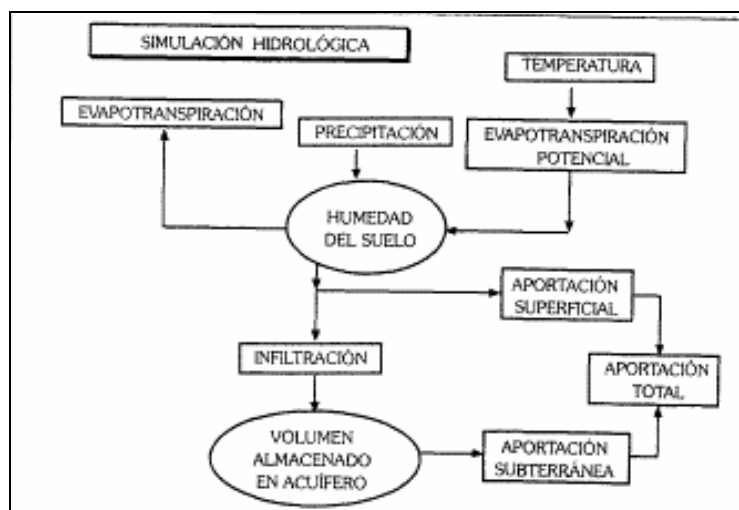 SIMULACIÓN HIDROLÓGICA
TEMPERATURA
EVAPOTRANSPIRACIÓN
PRECIPITACIÓN
EVAPOTRANSPIRACIÓN
POTENCIAL
HUMEDAD
DEL SUELO
APORTACIÓN
SUPERFICIAL
INFILTRACIÓN
APORTACIÓN
TOTAL
VOLUMEN
ALMACENADO
EN ACUÍFERO
APORTACIÓN
SUBTERRÁNEA